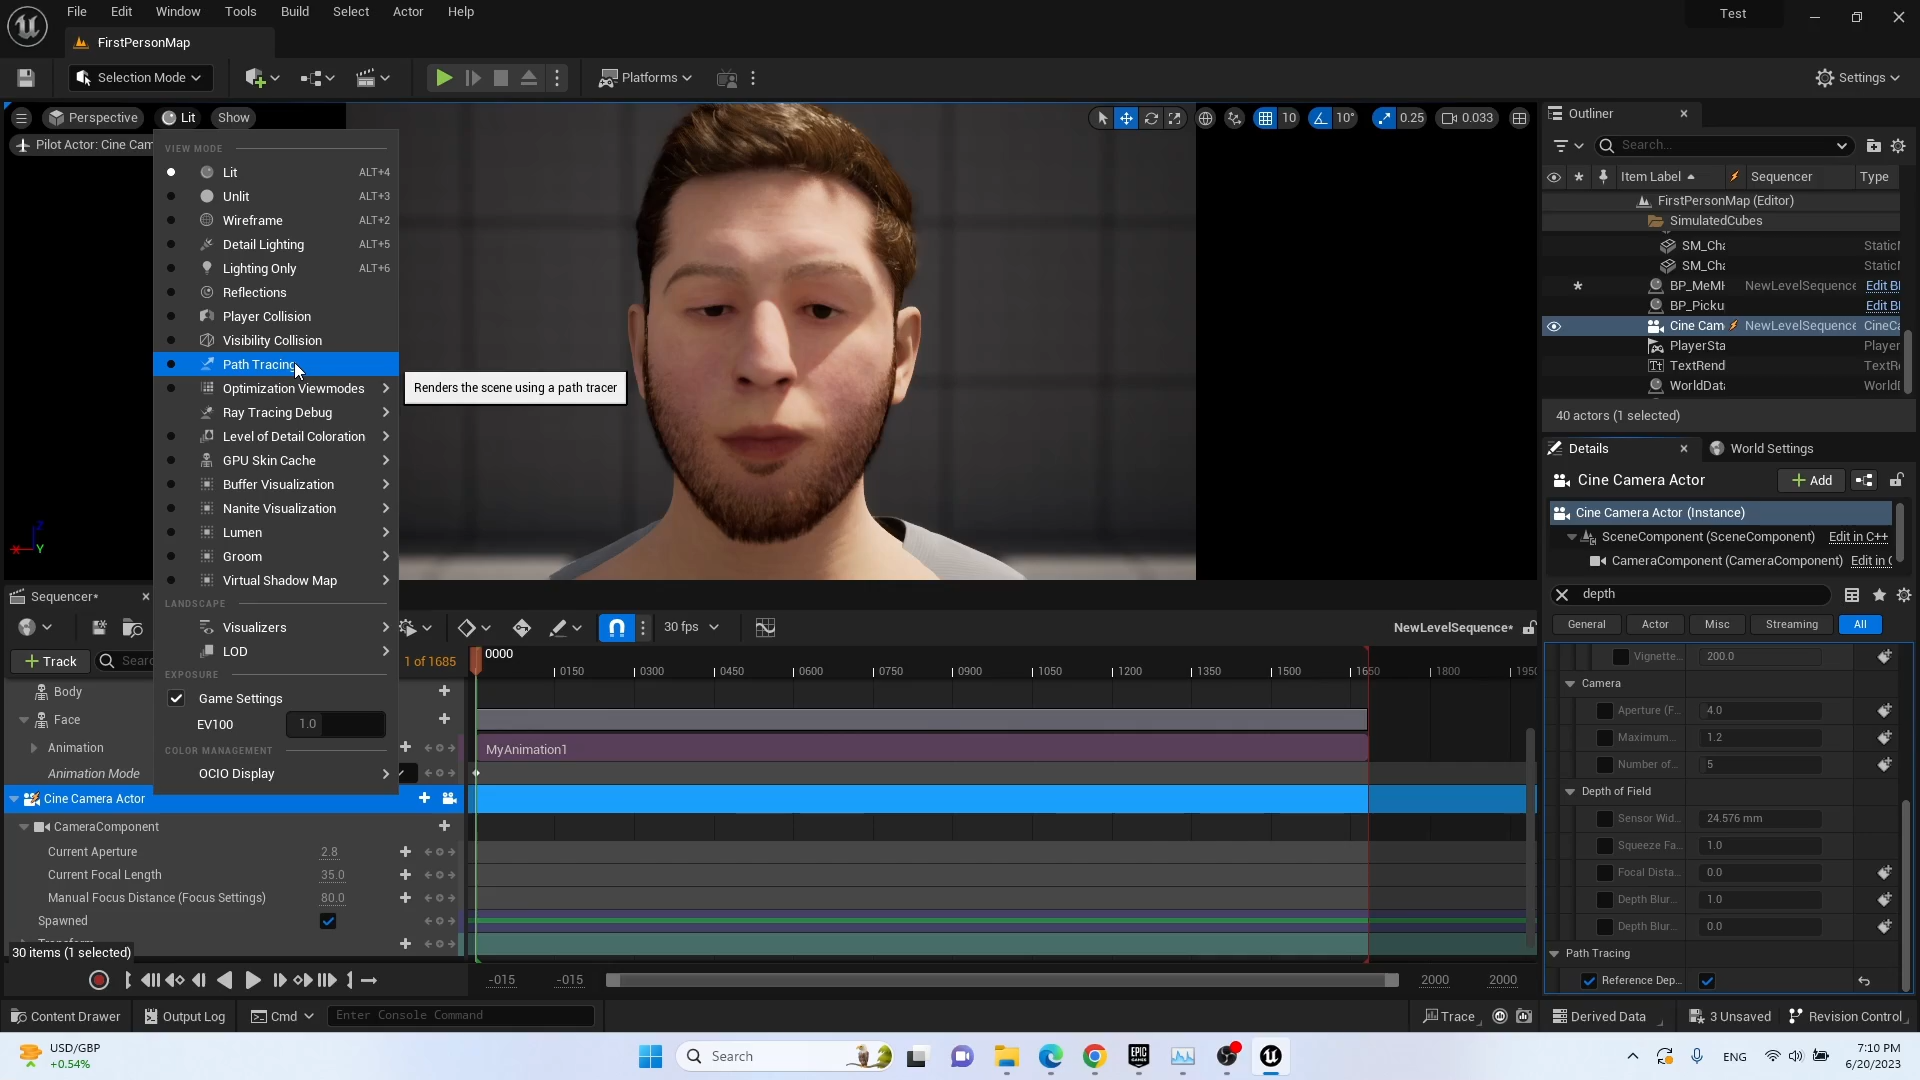 File Edit Window Tools Build Select Actor Help
Test
FirstPersonMap
Selection Mode
Platforms
Settings
Perspective Lit Show
10 10° 0.25 0.033
Pilot Actor: Cine Cam
VIEW MODE
Lit ALT+4
Unlit ALT+3
Wireframe ALT+2
Detail Lighting ALT+5
Lighting Only ALT+6
Reflections
Player Collision
Visibility Collision
Path Tracing
Optimization Viewmodes
Ray Tracing Debug
Level of Detail Coloration
GPU Skin Cache
Buffer Visualization
Nanite Visualization
Lumen
Groom
Virtual Shadow Map
LANDSCAPE
Visualizers
LOD
EXPOSURE
Game Settings
EV100 1.0
COLOR MANAGEMENT
OCIO Display
Renders the scene using a path tracer
Z
X Y
Outliner
Search...
Item Label Sequencer Type
FirstPersonMap (Editor)
SimulatedCubes
SM_Cha
SM_Cha
BP_MeMH NewLevelSequence Edit Bl
BP_Picku Edit Bl
Cine Cam NewLevelSequence CineCa
PlayerSta Player
TextRend
WorldData
40 actors (1 selected)
Details World Settings
Cine Camera Actor Add
Cine Camera Actor (Instance)
SceneComponent (SceneComponent) Edit in C++
CameraComponent (CameraComponent) Edit in C
depth
General Actor Misc Streaming All
Vignette... 200.0
Camera
Aperture (F... 4.0
Maximum... 1.2
Number of... 5
Depth of Field
Sensor Wid... 24.576 mm
Squeeze Fa... 1.0
Focal Dista... 0.0
Depth Blur... 1.0
Depth Blur... 0.0
Path Tracing
Reference Dep...
Sequencer*
30 fps
NewLevelSequence*
Track
1 of 1685
0000
0150 0300 0450 0600 0750 0900 1050 1200 1350 1500 1650 1800 1950
Body
Face
Animation
MyAnimation1
Animation Mode
Cine Camera Actor
CameraComponent
Current Aperture 2.8
Current Focal Length 35.0
Manual Focus Distance (Focus Settings) 80.0
Spawned
30 items (1 selected)
-015 -015 2000 2000
Content Drawer Output Log Cmd Enter Console Command
Trace Derived Data 3 Unsaved Revision Control
USD/GBP
+0.54%
Search
EPIC
GAMES
ENG
7:10 PM
6/20/2023